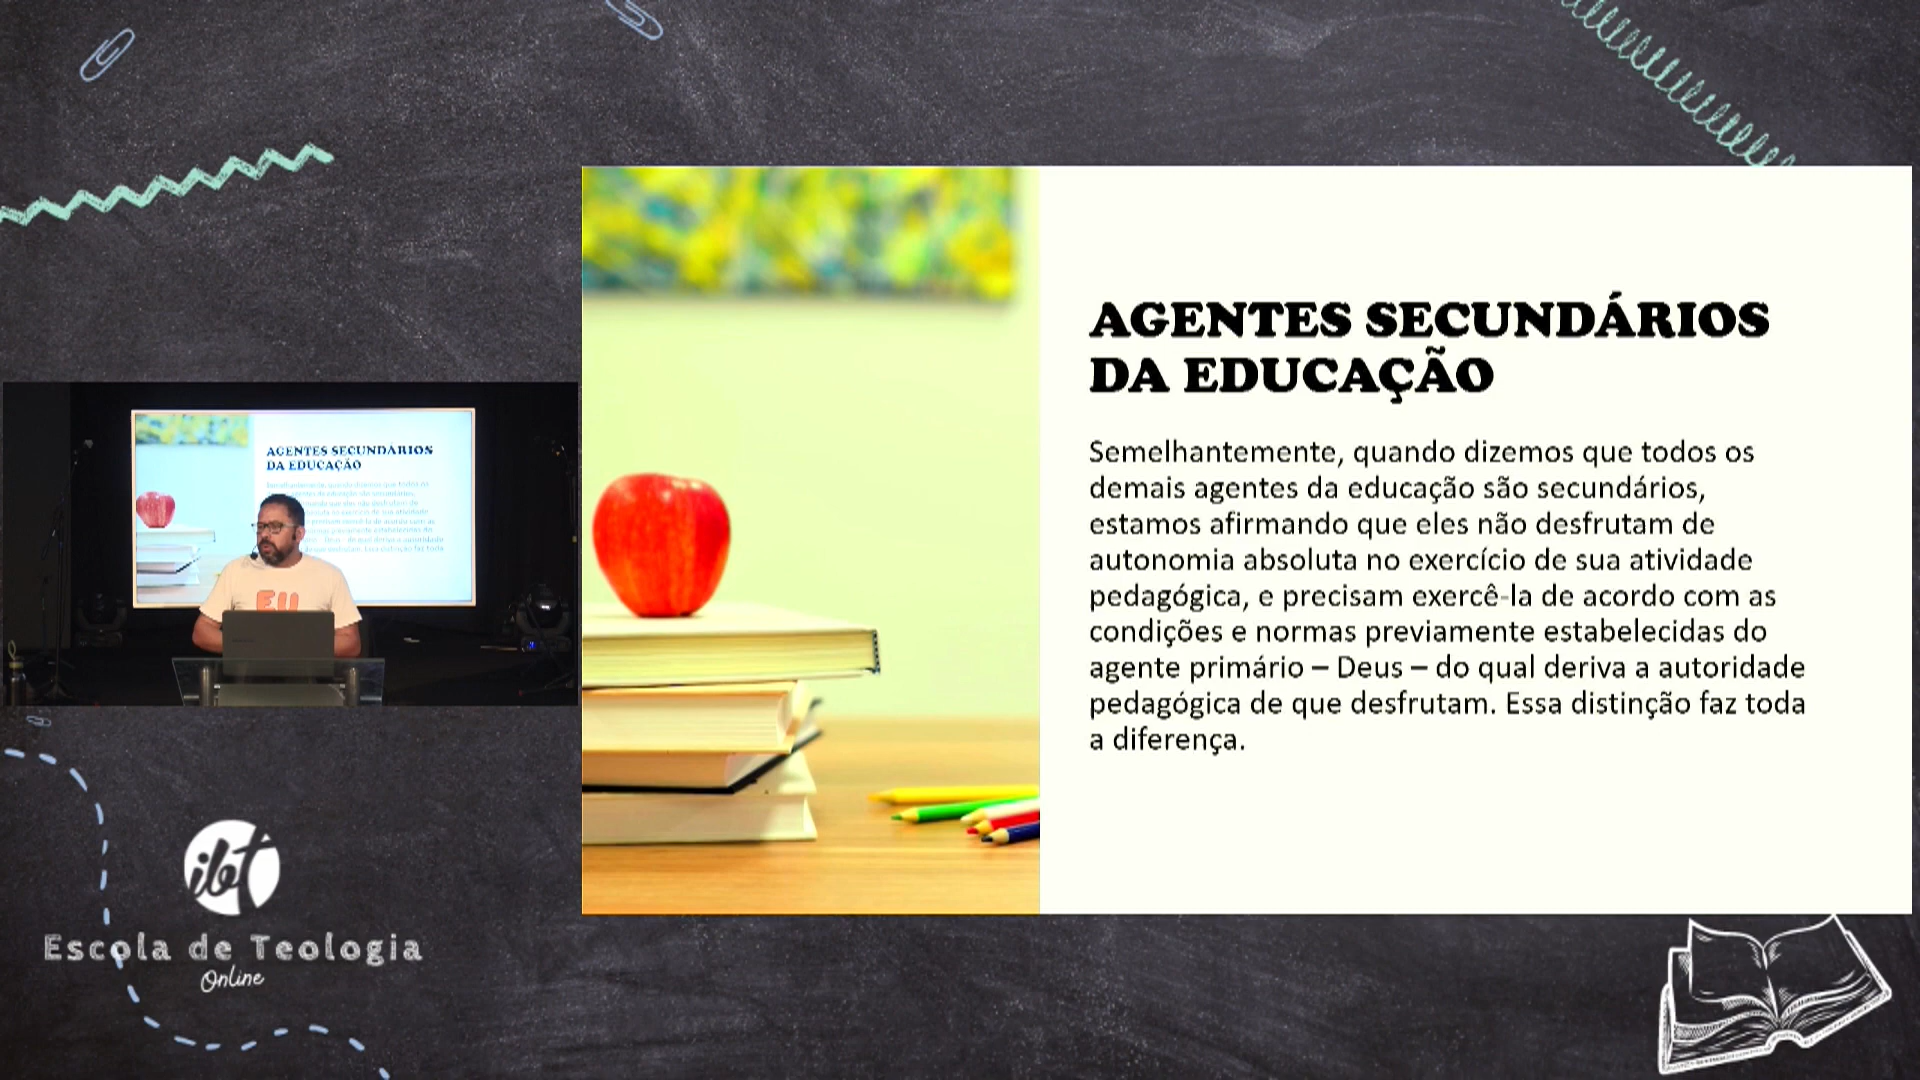 AGENTES SECUNDÁRIOS
DA EDUCAÇÃO
Semelhantemente, quando dizemos que todos os
demais agentes da educação são secundários,
estamos afirmando que eles não desfrutam de
autonomia absoluta no exercício de sua atividade
pedagógica, e precisam exercê-la de acordo com as
condições e normas previamente estabelecidas do
agente primário – Deus – do qual deriva a autoridade
pedagógica de que desfrutam. Essa distinção faz toda
a diferença.
AGENTES SECUNDÁRIOS
DA EDUCAÇÃO
EU
ibt
Escola de Teologia
Online